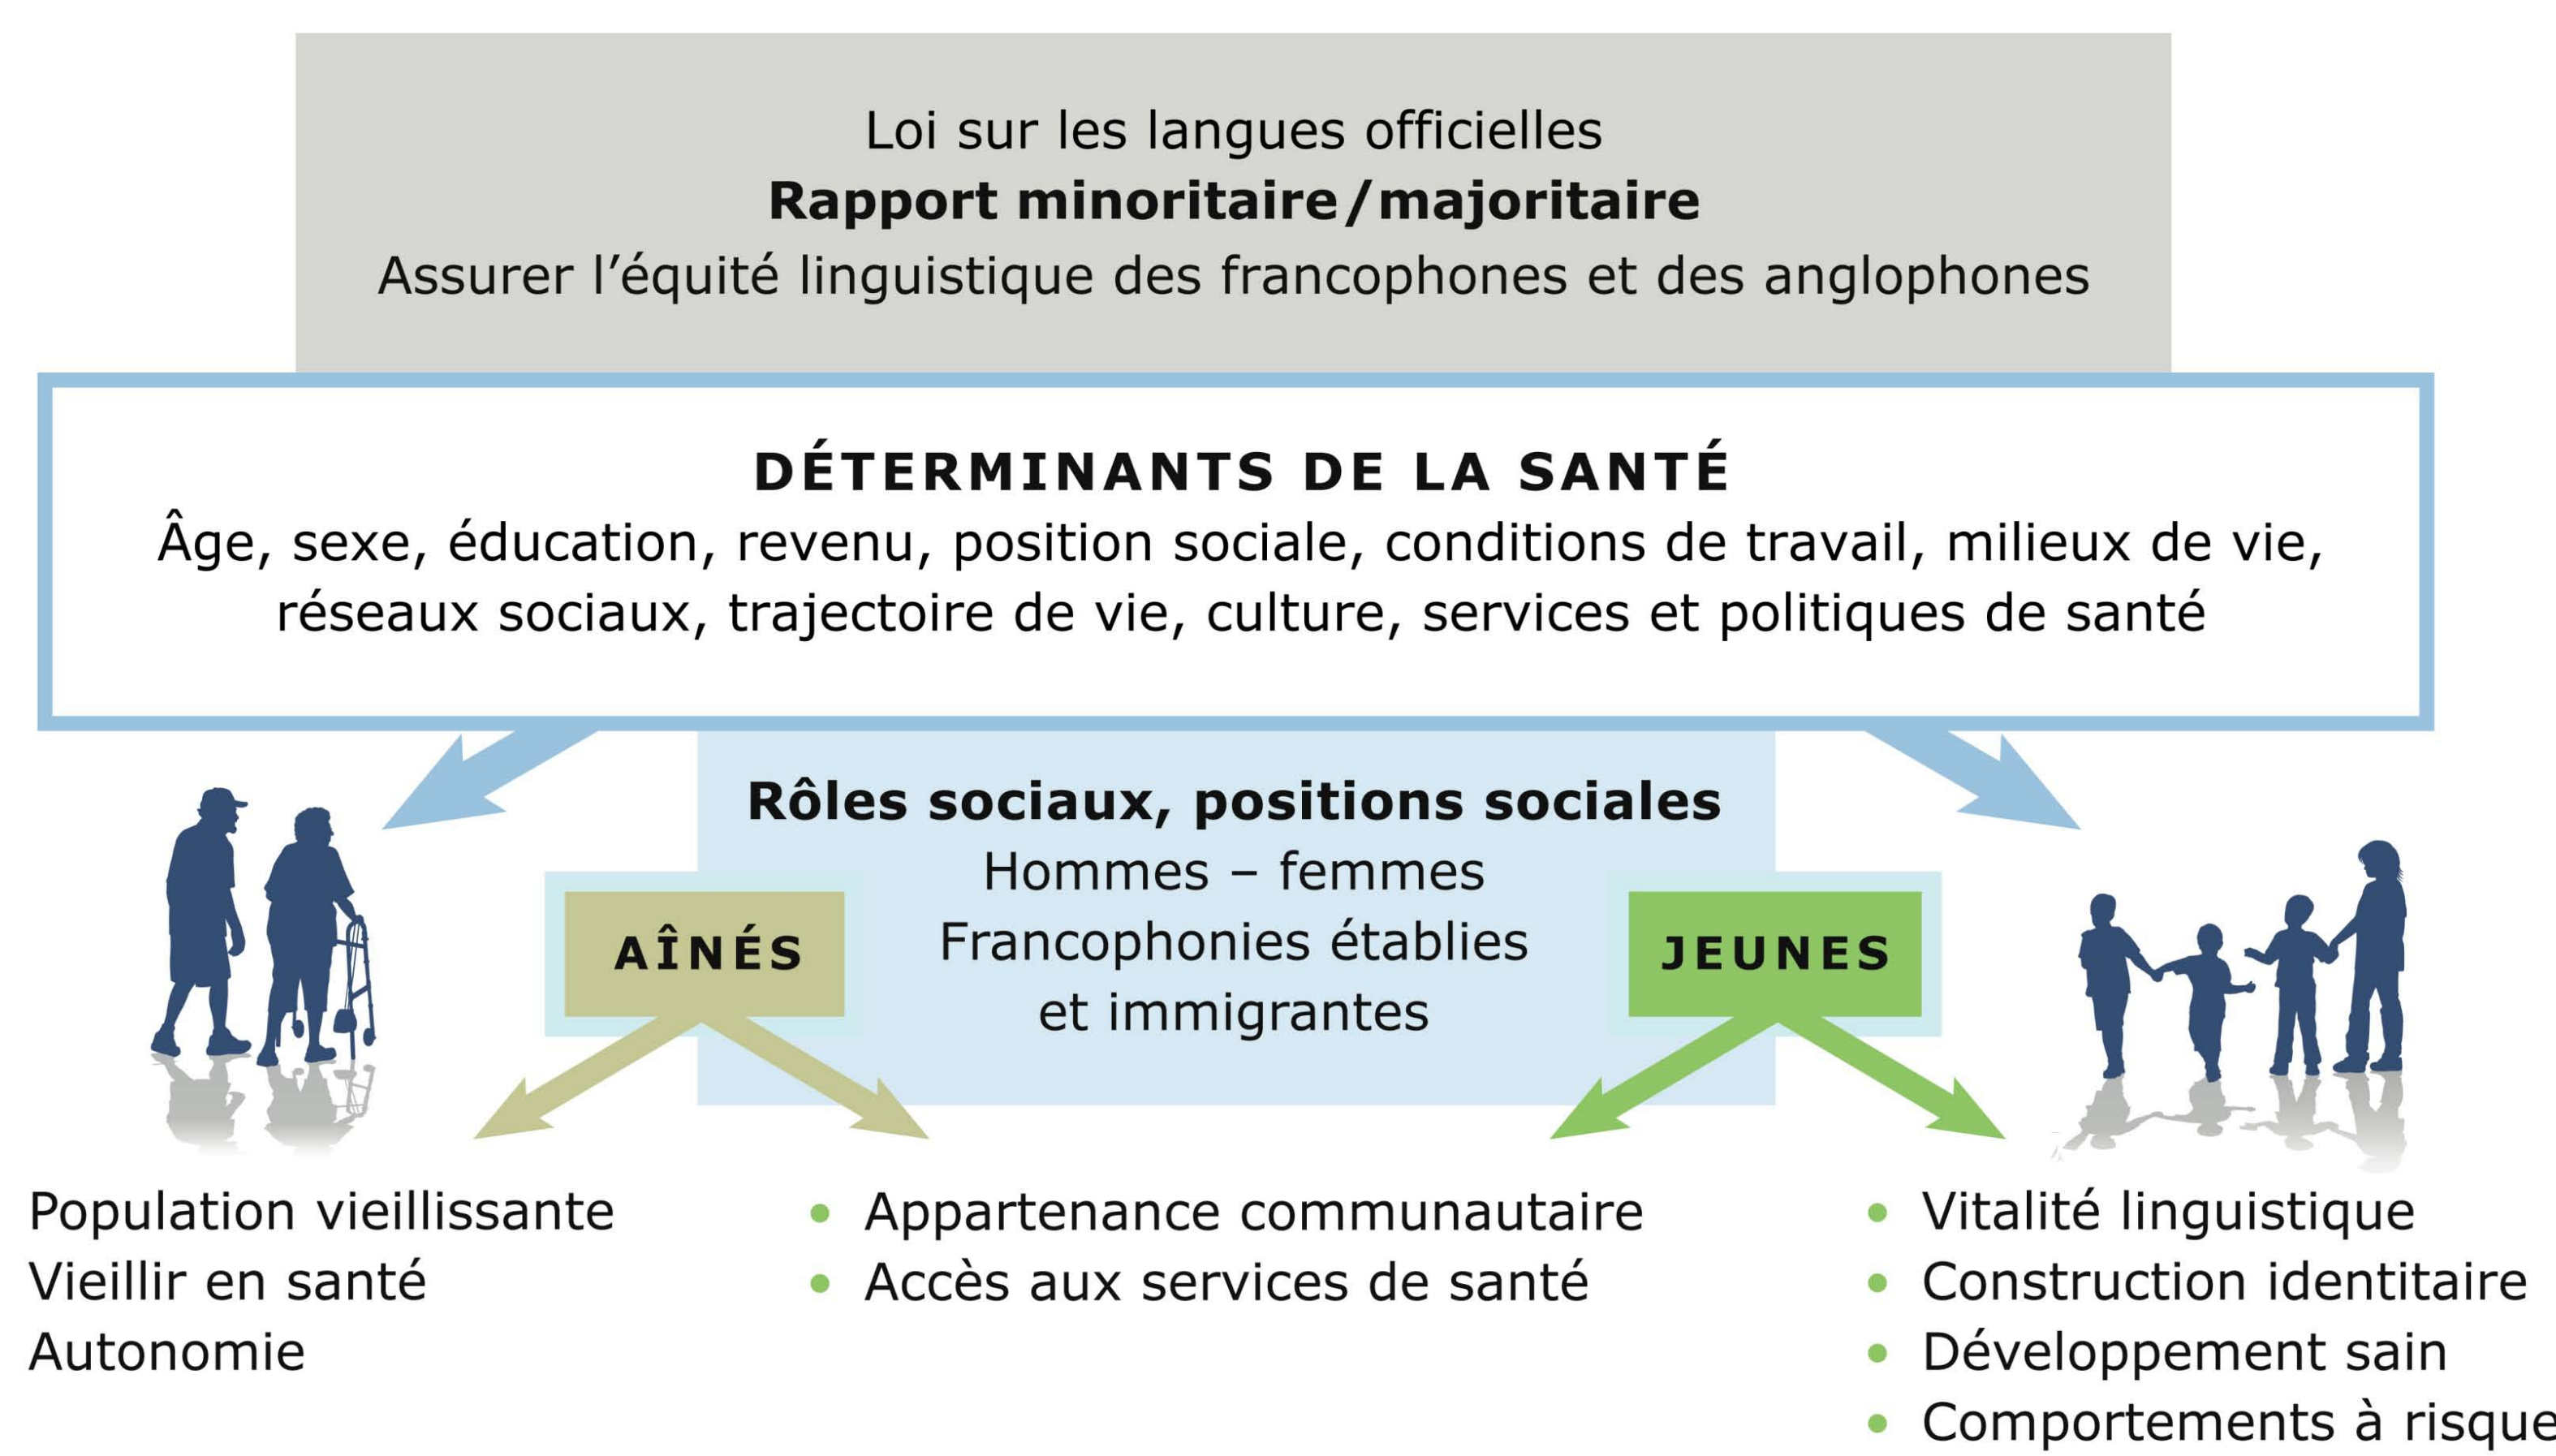 Loi sur les langues officielles
Rapport minoritaire/majoritaire
Assurer l’équité linguistique des francophones et des anglophones
DÉTERMINANTS DE LA SANTÉ
Âge, sexe, éducation, revenu, position sociale, conditions de travail, milieux de vie,
réseaux sociaux, trajectoire de vie, culture, services et politiques de santé
Rôles sociaux, positions sociales
Hommes – femmes
Francophonies établies
et immigrantes
AÎNÉS
JEUNES
Population vieillissante
Vieillir en santé
Autonomie
• Appartenance communautaire
• Accès aux services de santé
• Vitalité linguistique
• Construction identitaire
• Développement sain
• Comportements à risque